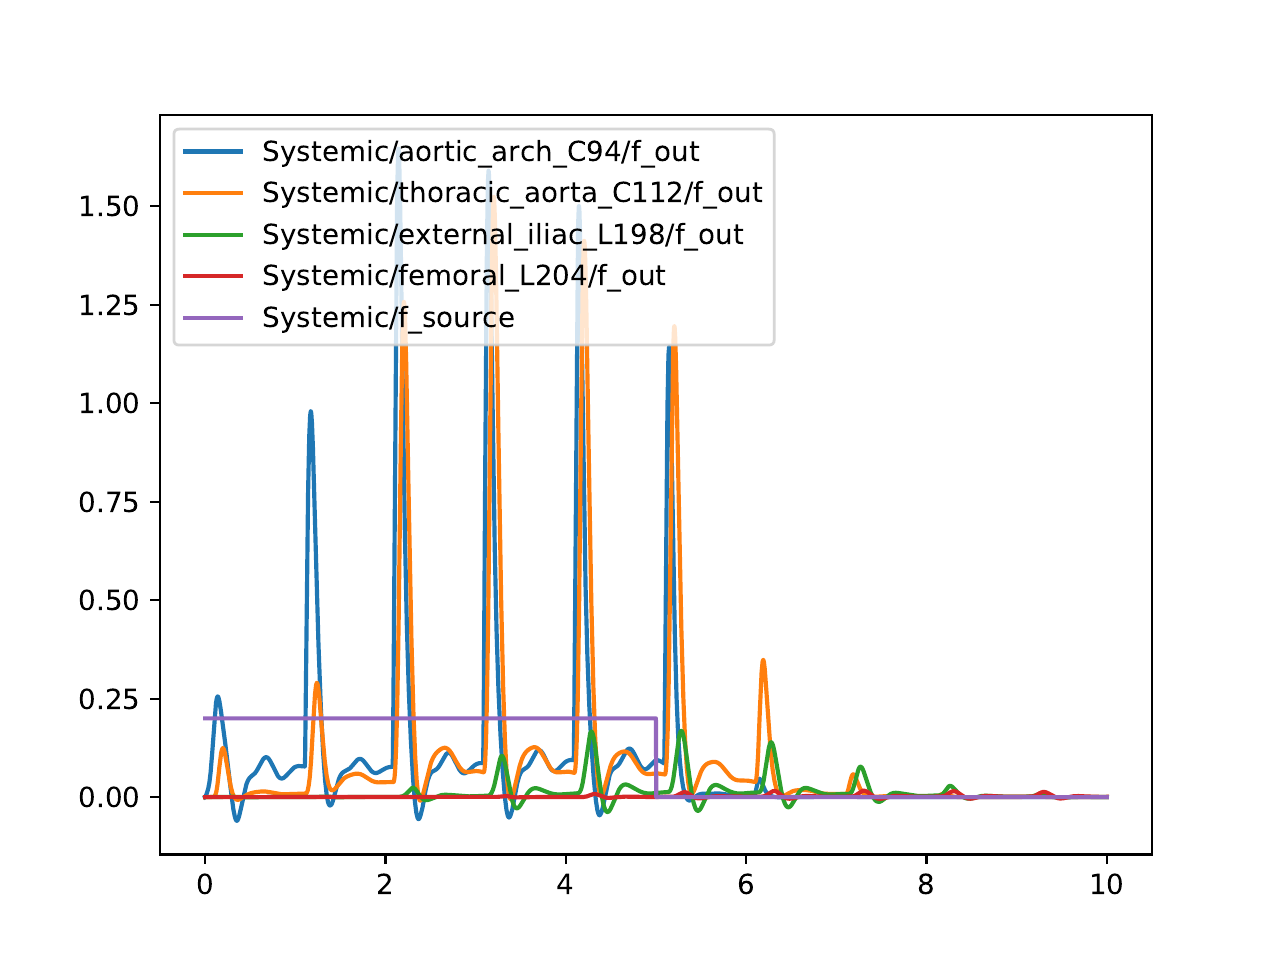 Systemic/aortic_arch_C94/f_out
Systemic/thoracic_aorta_C112/f_out
Systemic/external_iliac_L198/f_out
Systemic/femoral_L204/f_out
Systemic/f_source
1.50
1.25
1.00
0.75
0.50
0.25
0.00
0 2 4 6 8 10